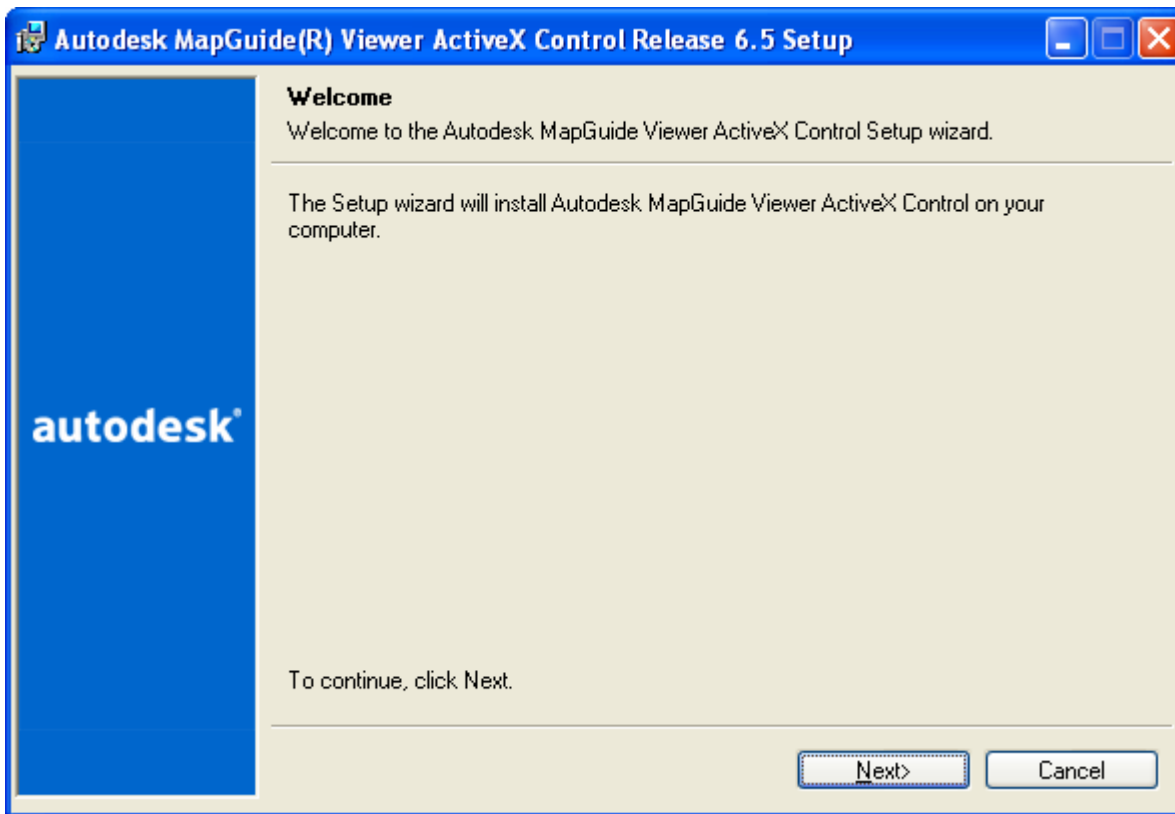 Autodesk MapGuide(R) Viewer ActiveX Control Release 6.5 Setup
Welcome
Welcome to the Autodesk MapGuide Viewer ActiveX Control Setup wizard.
The Setup wizard will install Autodesk MapGuide Viewer ActiveX Control on your
computer.
autodesk®
To continue, click Next.
Next> Cancel